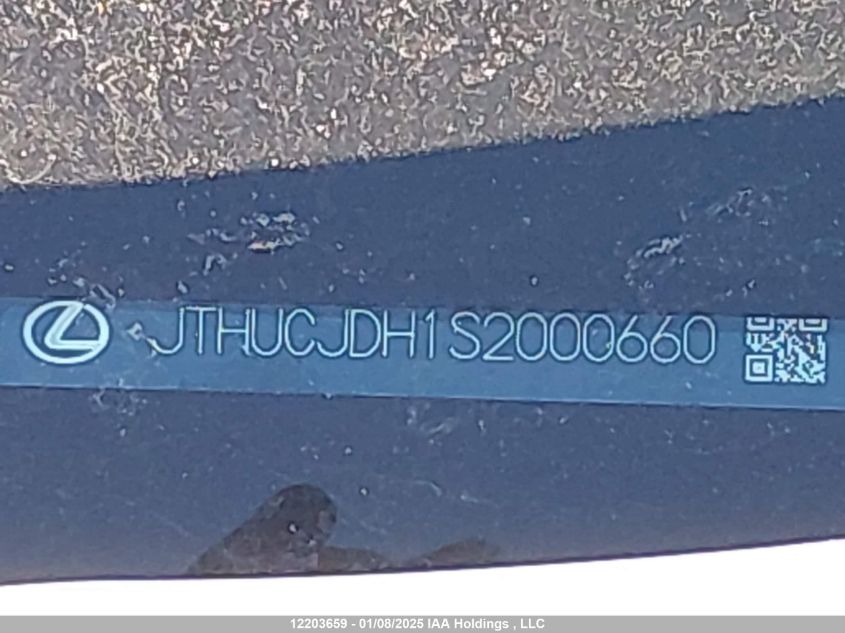 JTHUCJDH1S2000660
12203659 - 01/08/2025 IAA Holdings , LLC